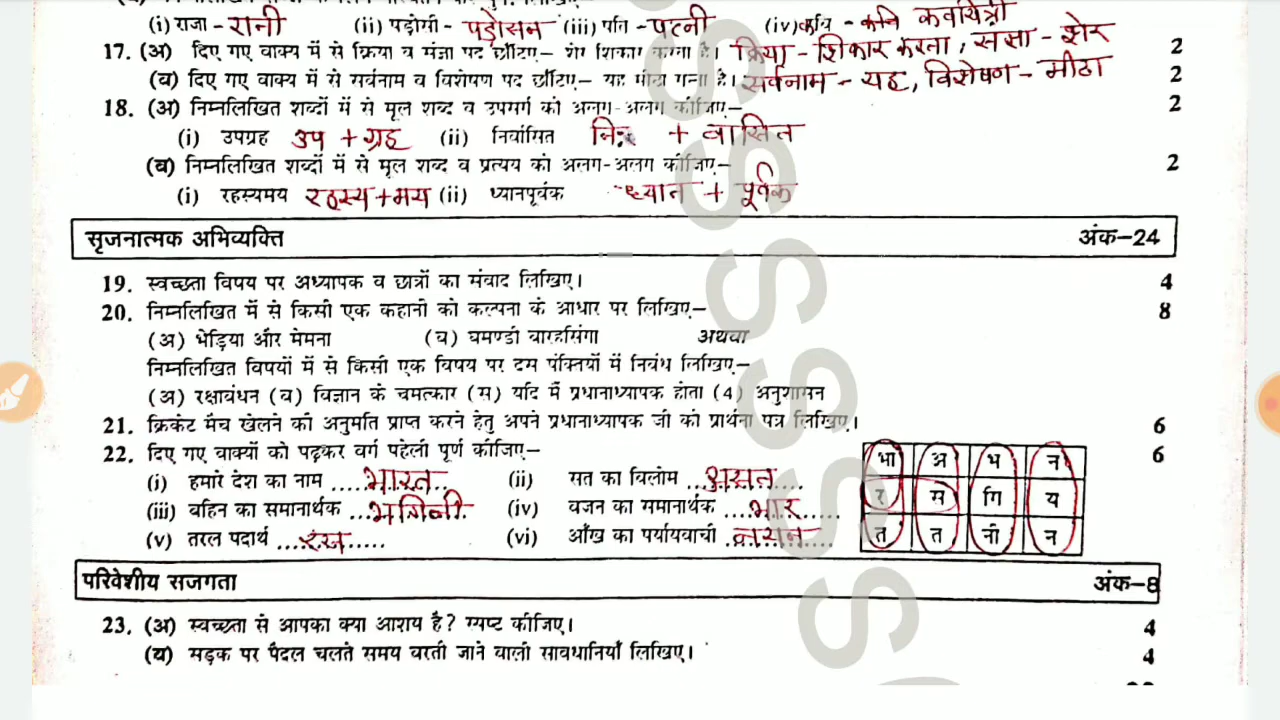 (i) राजा - रानी (ii) पड़ोसी - पड़ोसन (iii) पति - पत्नी (iv) कवि - कवयित्री
17. (अ) दिए गए वाक्य में से क्रिया व संज्ञा पद छाँटिए– शेर शिकार करता है। क्रिया - शिकार करना, संज्ञा - शेर 2
(ब) दिए गए वाक्य में से सर्वनाम व विशेषण पद छाँटिए– यह मीठा गन्ना है। सर्वनाम - यह, विशेषण - मीठा 2
18. (अ) निम्नलिखित शब्दों में से मूल शब्द व उपसर्ग को अलग-अलग कीजिए– 2
(i) उपग्रह उप + ग्रह (ii) निर्वासित + वासित
(ब) निम्नलिखित शब्दों में से मूल शब्द व प्रत्यय को अलग-अलग कीजिए– 2
(i) रहस्यमय रहस्य + मय (ii) ध्यानपूर्वक ध्यान + पूर्वक
सृजनात्मक अभिव्यक्ति अंक–24
19. स्वच्छता विषय पर अध्यापक व छात्रों का संवाद लिखिए। 4
20. निम्नलिखित में से किसी एक कहानी को कल्पना के आधार पर लिखिए– 8
(अ) भेड़िया और मेमना (ब) घमण्डी बारहसिंगा अथवा
निम्नलिखित विषयों में से किसी एक विषय पर दस पंक्तियों में निबंध लिखिए–
(अ) रक्षाबंधन (ब) विज्ञान के चमत्कार (स) यदि मैं प्रधानाध्यापक होता (4) अनुशासन
21. क्रिकेट मैच खेलने की अनुमति प्राप्त करने हेतु अपने प्रधानाध्यापक जी को प्रार्थना पत्र लिखिए। 6
22. दिए गए वाक्यों को पढ़कर वर्ग पहेली पूर्ण कीजिए– 6
(i) हमारे देश का नाम ..... भारत .. (ii) सत का विलोम ... असत ....
(iii) बहिन का समानार्थक ... भगिनी (iv) वजन का समानार्थक .... भार .....
(v) तरल पदार्थ .... रस ..... (vi) आँख का पर्यायवाची . नयन ..
भा अ भ न
र स गि य
त त नी न
परिवेशीय सजगता अंक–8
23. (अ) स्वच्छता से आपका क्या आशय है? स्पष्ट कीजिए। 4
(ब) सड़क पर पैदल चलते समय बरती जाने वाली सावधानियाँ लिखिए। 4